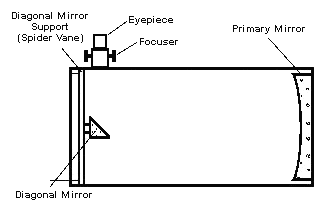 Diagonal Mirror
Support
(Spider Vane)
Eyepiece
Focuser
Primary Mirror
Diagonal Mirror